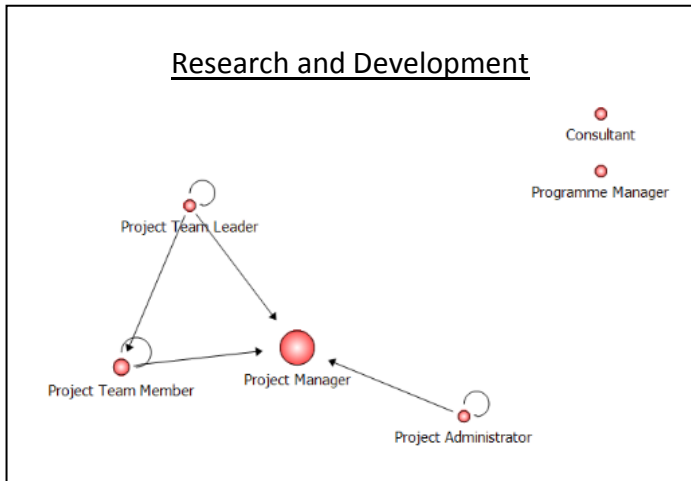 Research and Development
Consultant
Programme Manager
Project Team Leader
Project Manager
Project Team Member
Project Administrator